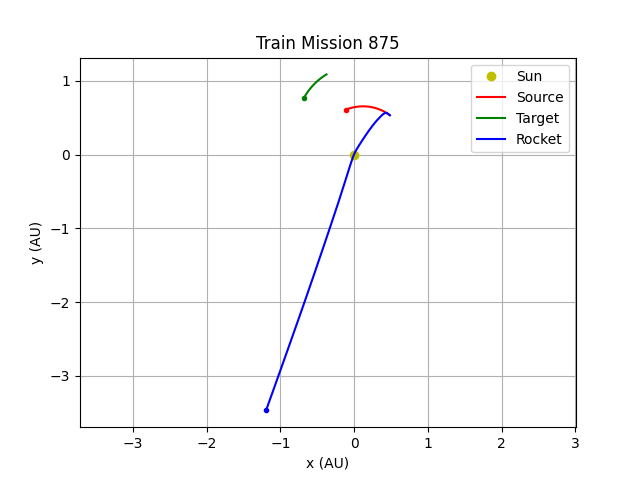 Train Mission 875
Sun
Source
Target
Rocket
1
0
−1
−2
−3
y (AU)
−3
−2
−1
0
1
2
3
x (AU)